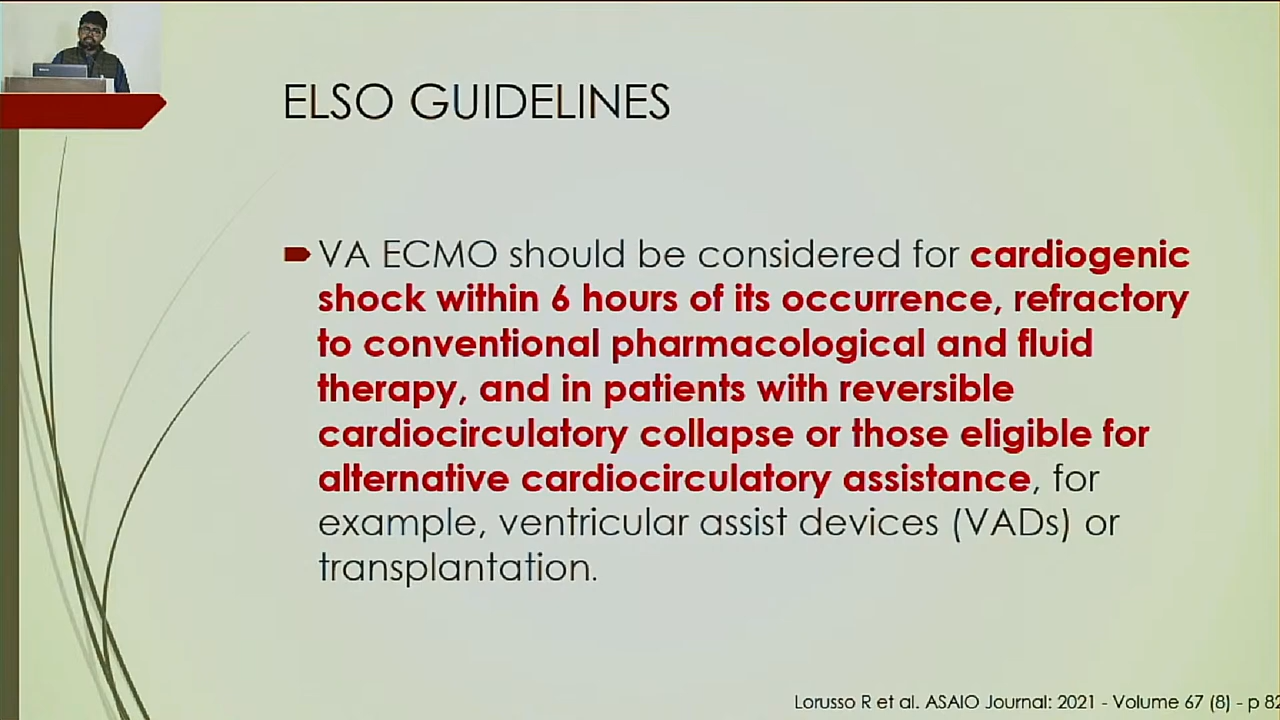 ELSO GUIDELINES
VA ECMO should be considered for cardiogenic
shock within 6 hours of its occurrence, refractory
to conventional pharmacological and fluid
therapy, and in patients with reversible
cardiocirculatory collapse or those eligible for
alternative cardiocirculatory assistance, for
example, ventricular assist devices (VADs) or
transplantation.
Lorusso R et al. ASAIO Journal: 2021 - Volume 67 (8) - p 82